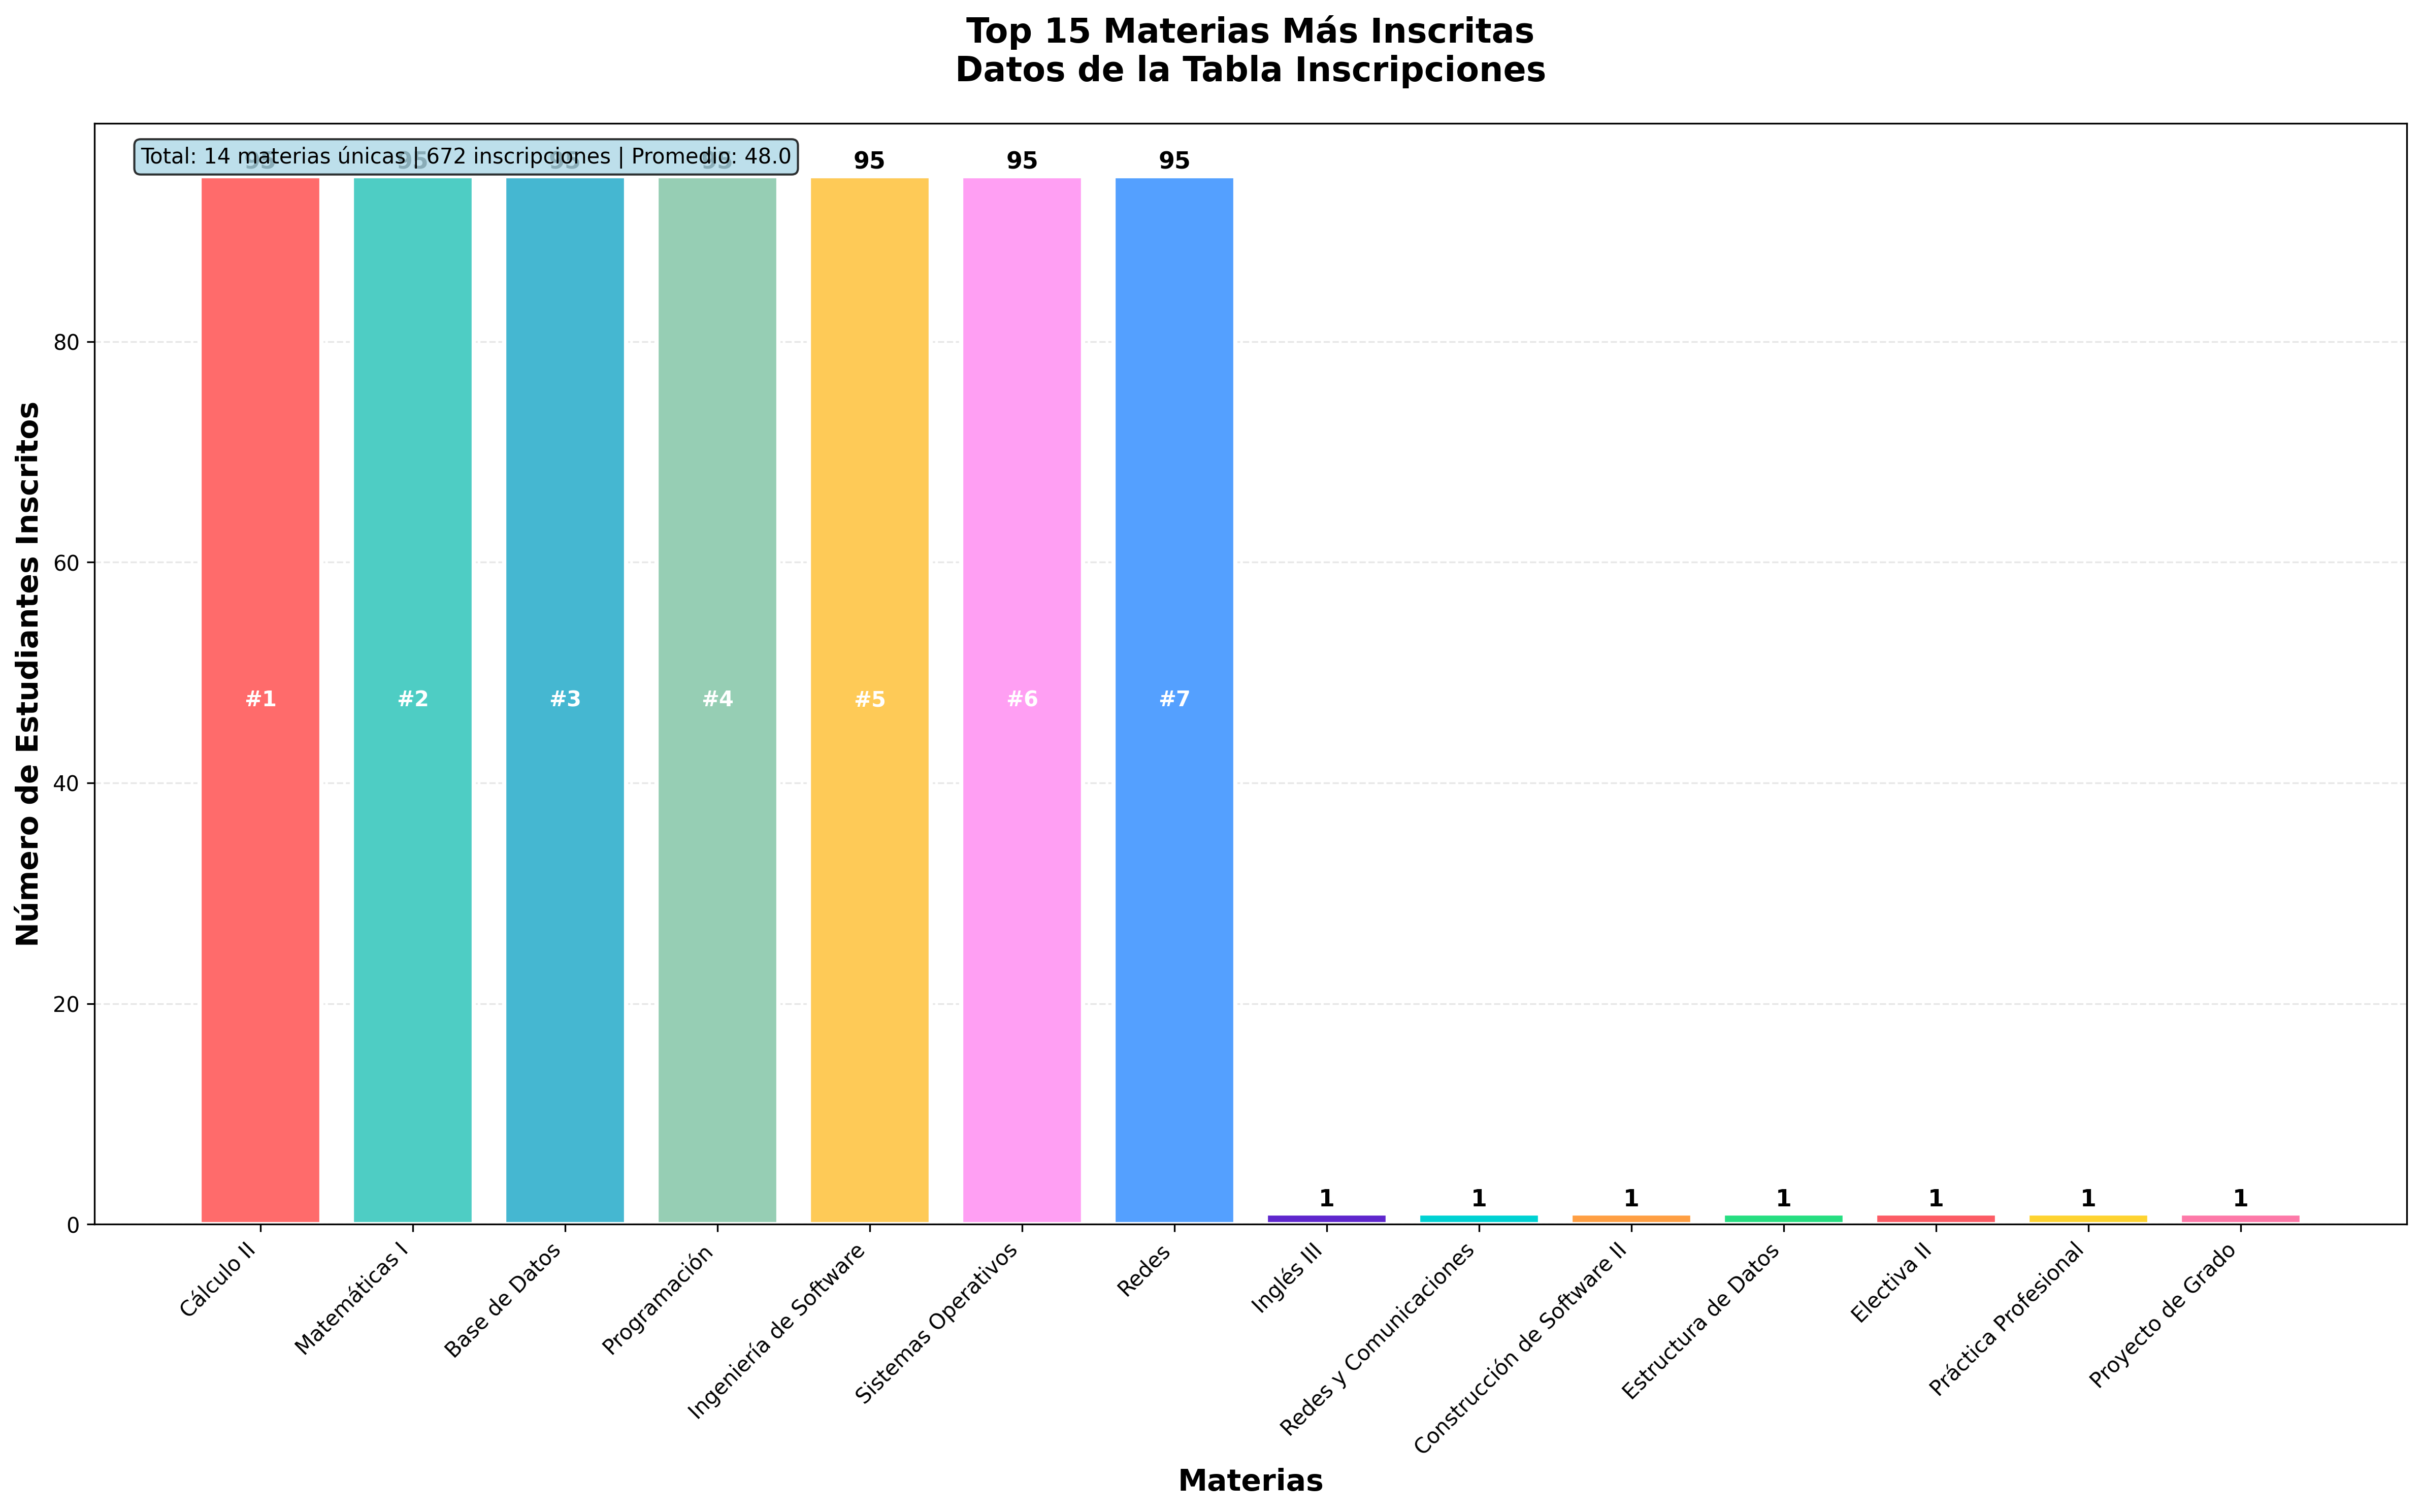 Top 15 Materias Más Inscritas
Datos de la Tabla Inscripciones
Total: 14 materias únicas | 672 inscripciones | Promedio: 48.0
95
95
95
95
95
95
95
80
60
40
20
0
Número de Estudiantes Inscritos
#1
#2
#3
#4
#5
#6
#7
1
1
1
1
1
1
1
Cálculo II
Matemáticas I
Base de Datos
Programación
Ingeniería de Software
Sistemas Operativos
Redes
Inglés III
Redes y Comunicaciones
Construcción de Software II
Estructura de Datos
Electiva II
Práctica Profesional
Proyecto de Grado
Materias